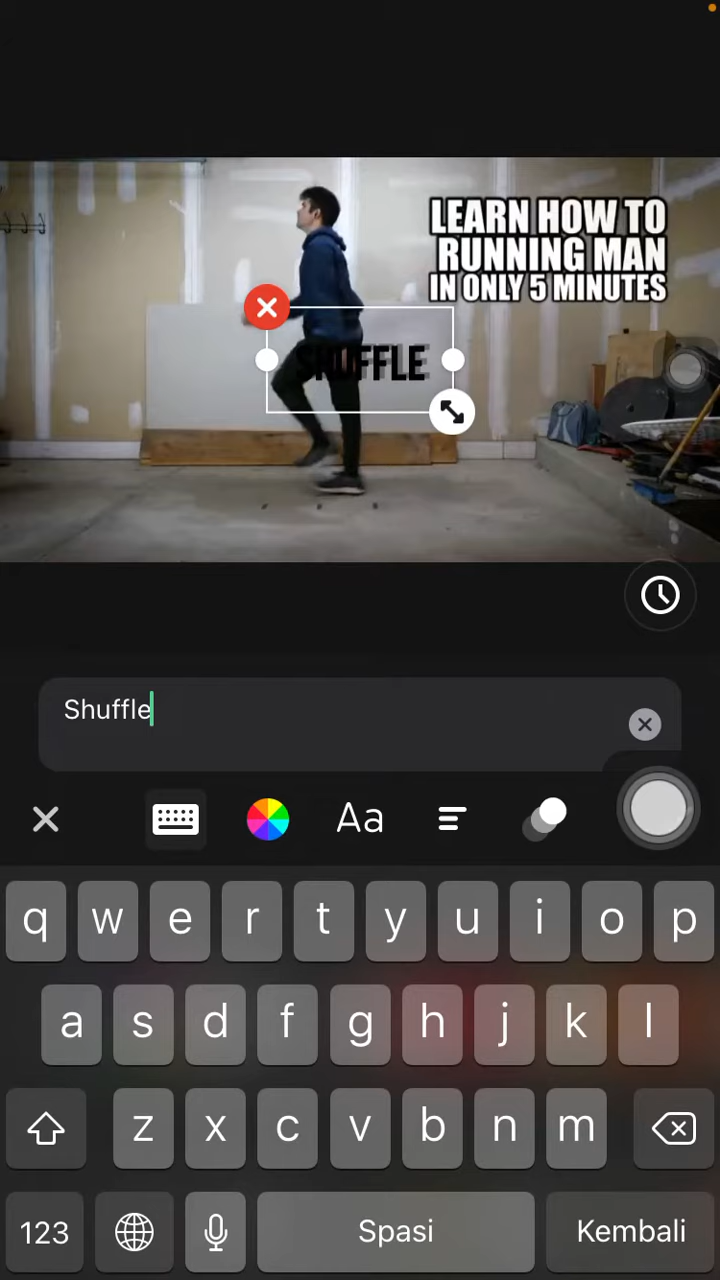 LEARN HOW TO
RUNNING MAN
IN ONLY 5 MINUTES
SHUFFLE
Shuffle
Aa
q w e r t y u i o p
a s d f g h j k l
z x c v b n m
123 Spasi Kembali